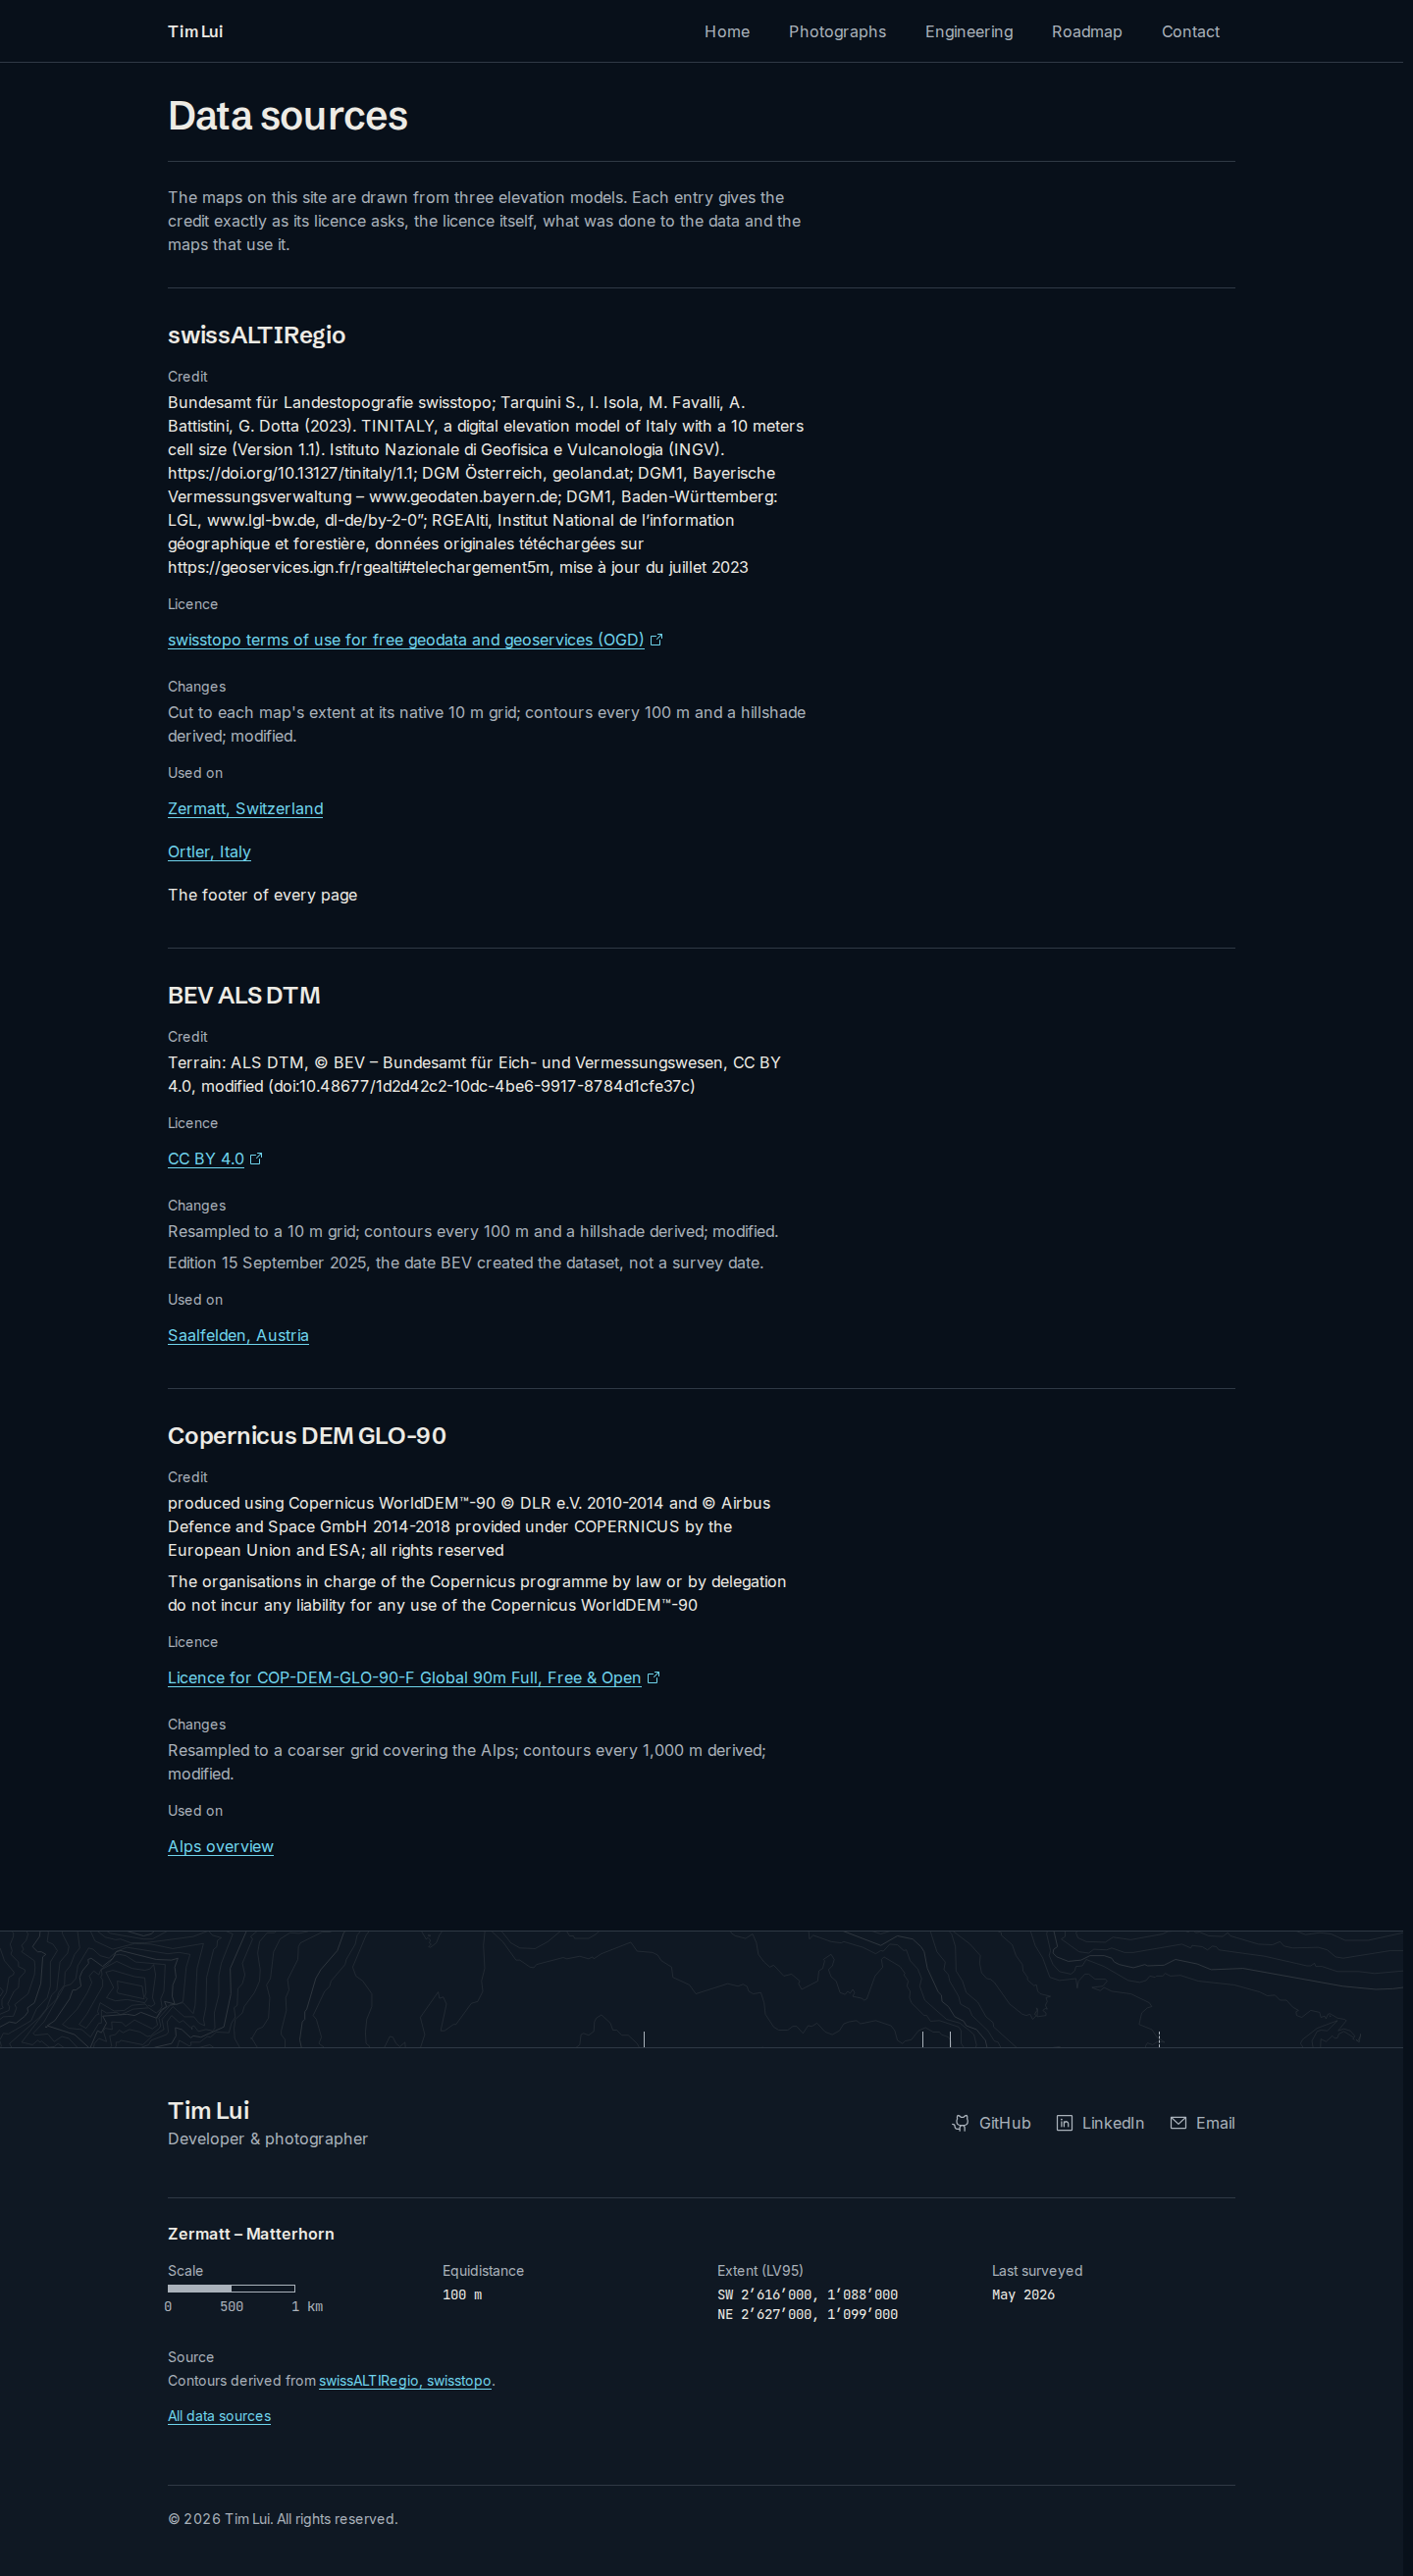 Tim Lui
Home Photographs Engineering Roadmap Contact
Data sources
The maps on this site are drawn from three elevation models. Each entry gives the
credit exactly as its licence asks, the licence itself, what was done to the data and the
maps that use it.
swissALTIRegio
Credit
Bundesamt für Landestopografie swisstopo; Tarquini S., I. Isola, M. Favalli, A.
Battistini, G. Dotta (2023). TINITALY, a digital elevation model of Italy with a 10 meters
cell size (Version 1.1). Istituto Nazionale di Geofisica e Vulcanologia (INGV).
https://doi.org/10.13127/tinitaly/1.1; DGM Österreich, geoland.at; DGM1, Bayerische
Vermessungsverwaltung – www.geodaten.bayern.de; DGM1, Baden-Württemberg:
LGL, www.lgl-bw.de, dl-de/by-2-0”; RGEAlti, Institut National de l‘information
géographique et forestière, données originales tétéchargées sur
https://geoservices.ign.fr/rgealti#telechargement5m, mise à jour du juillet 2023
Licence
swisstopo terms of use for free geodata and geoservices (OGD)
Changes
Cut to each map's extent at its native 10 m grid; contours every 100 m and a hillshade
derived; modified.
Used on
Zermatt, Switzerland
Ortler, Italy
The footer of every page
BEV ALS DTM
Credit
Terrain: ALS DTM, © BEV – Bundesamt für Eich- und Vermessungswesen, CC BY
4.0, modified (doi:10.48677/1d2d42c2-10dc-4be6-9917-8784d1cfe37c)
Licence
CC BY 4.0
Changes
Resampled to a 10 m grid; contours every 100 m and a hillshade derived; modified.
Edition 15 September 2025, the date BEV created the dataset, not a survey date.
Used on
Saalfelden, Austria
Copernicus DEM GLO-90
Credit
produced using Copernicus WorldDEM™-90 © DLR e.V. 2010-2014 and © Airbus
Defence and Space GmbH 2014-2018 provided under COPERNICUS by the
European Union and ESA; all rights reserved
The organisations in charge of the Copernicus programme by law or by delegation
do not incur any liability for any use of the Copernicus WorldDEM™-90
Licence
Licence for COP-DEM-GLO-90-F Global 90m Full, Free & Open
Changes
Resampled to a coarser grid covering the Alps; contours every 1,000 m derived;
modified.
Used on
Alps overview
Tim Lui
Developer & photographer
GitHub LinkedIn Email
Zermatt – Matterhorn
Scale
0 500 1 km
Equidistance
100 m
Extent (LV95)
SW 2’616’000, 1’088’000
NE 2’627’000, 1’099’000
Last surveyed
May 2026
Source
Contours derived from swissALTIRegio, swisstopo.
All data sources
© 2026 Tim Lui. All rights reserved.